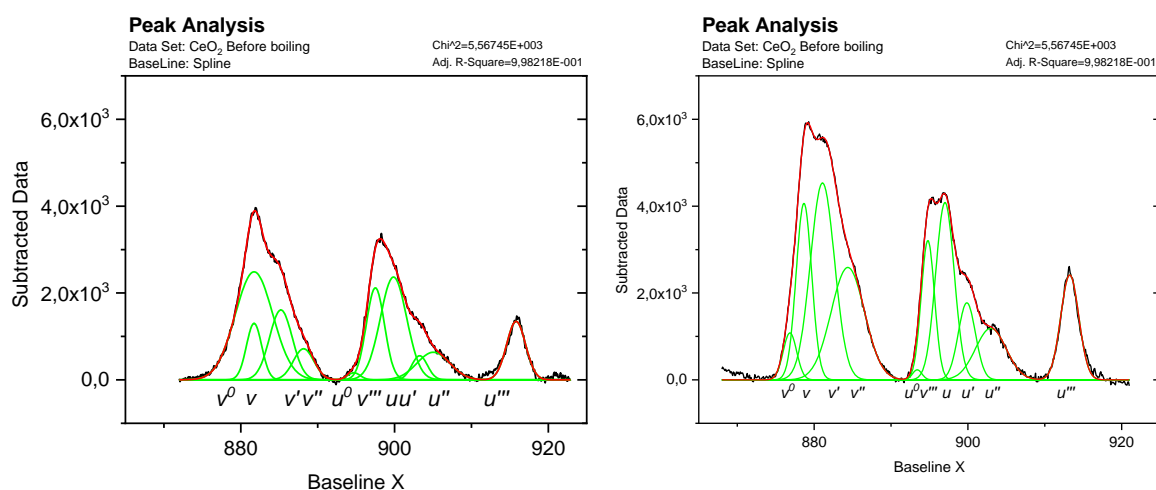 Peak Analysis
Data Set: CeO₂ Before boiling
BaseLine: Spline
Chi^2=5,56745E+003
Adj. R-Square=9,98218E-001
6,0x10³
4,0x10³
2,0x10³
0,0
Subtracted Data
v⁰ v v' v'' u⁰ v''' u u' u'' u'''
880 900 920
Baseline X
Peak Analysis
Data Set: CeO₂ Before boiling
BaseLine: Spline
Chi^2=5,56745E+003
Adj. R-Square=9,98218E-001
6,0x10³
4,0x10³
2,0x10³
0,0
Subtracted Data
v⁰ v v' v'' u⁰ v''' u u' u'' u'''
880 900 920
Baseline X